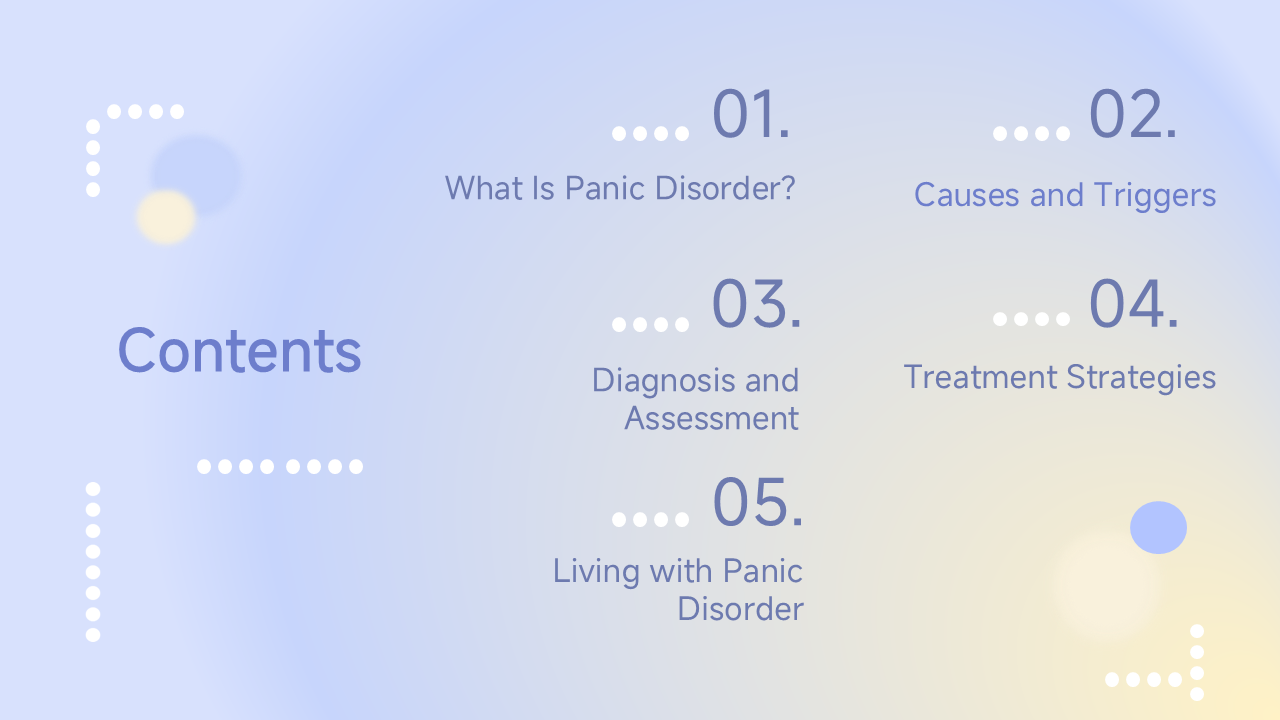 Contents
01.
What Is Panic Disorder?
02.
Causes and Triggers
03.
Diagnosis and
Assessment
04.
Treatment Strategies
05.
Living with Panic
Disorder